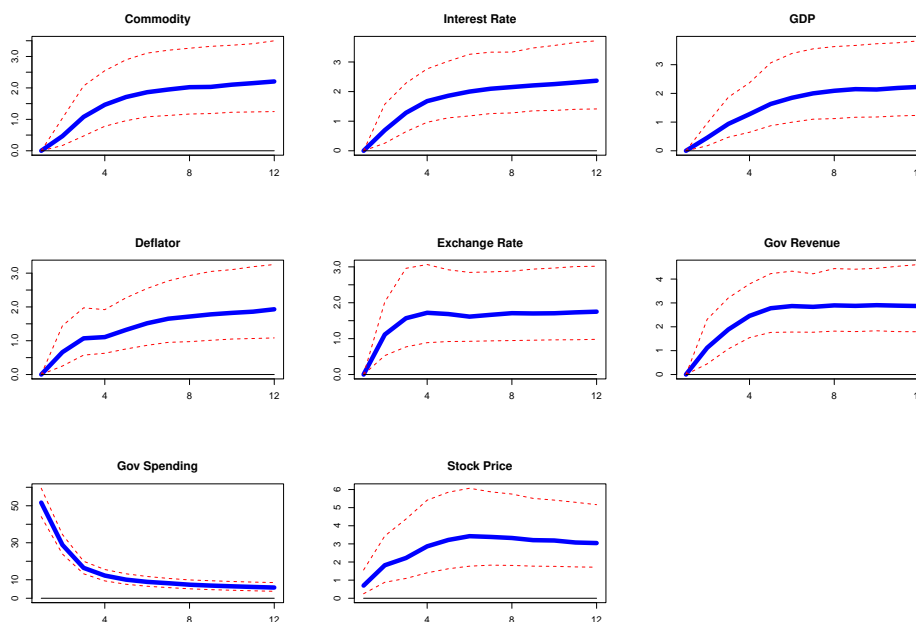 Commodity
Interest Rate
GDP
0.0 1.0 2.0 3.0
0 1 2 3
0 1 2 3
4 8 12
4 8 12
4 8 1
Deflator
Exchange Rate
Gov Revenue
0.0 1.0 2.0 3.0
0.0 1.0 2.0 3.0
0 1 2 3 4
4 8 12
4 8 12
4 8 1
Gov Spending
Stock Price
0 10 30 50
0 1 2 3 4 5 6
4 8 12
4 8 12